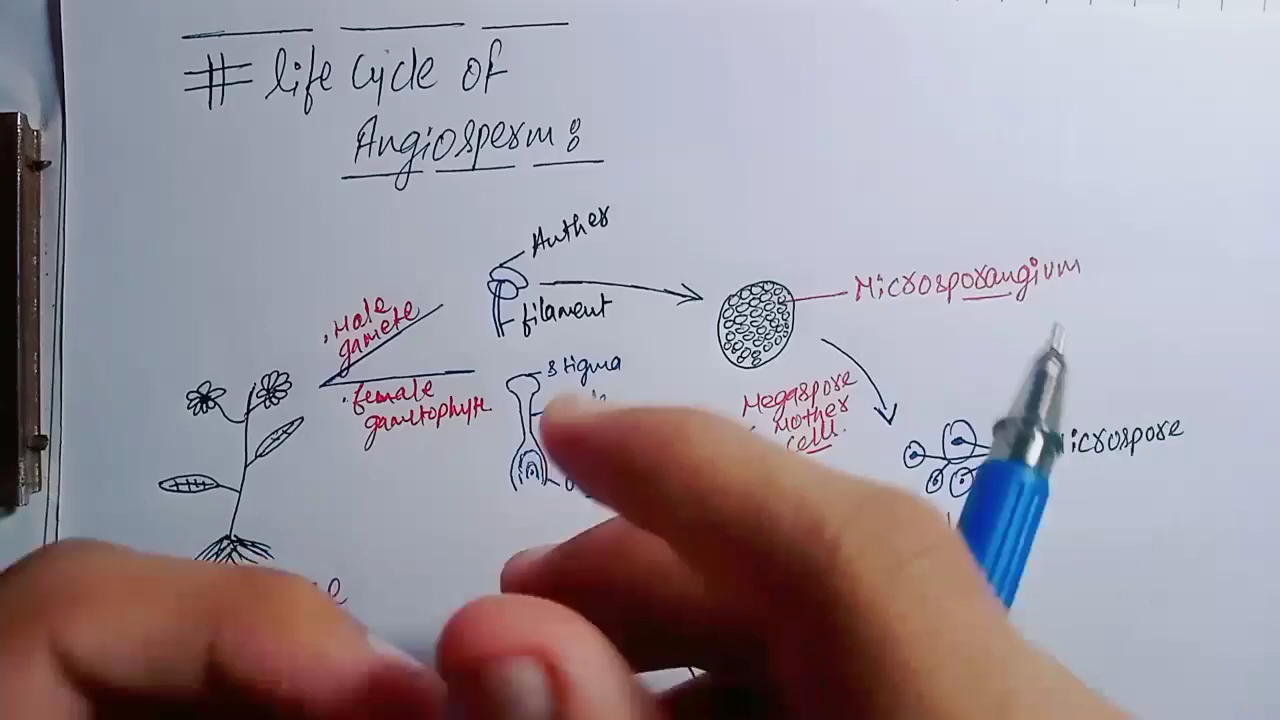 # life Cycle of
Angiosperm:
Anther
filament
Microsporangium
Male
gamete
stigma
female
gametophyte
Megaspore
Mother
cell.
Microspore